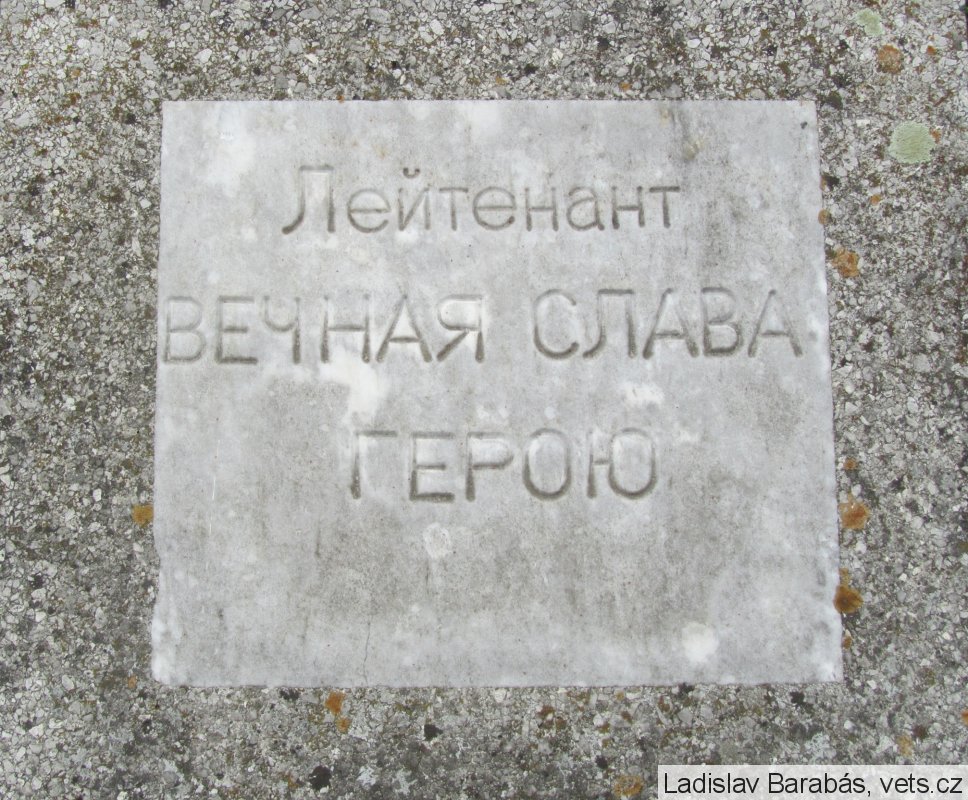 Лейтенант
ВЕЧНАЯ СЛАВА
ГЕРОЮ
Ladislav Barabás, vets.cz